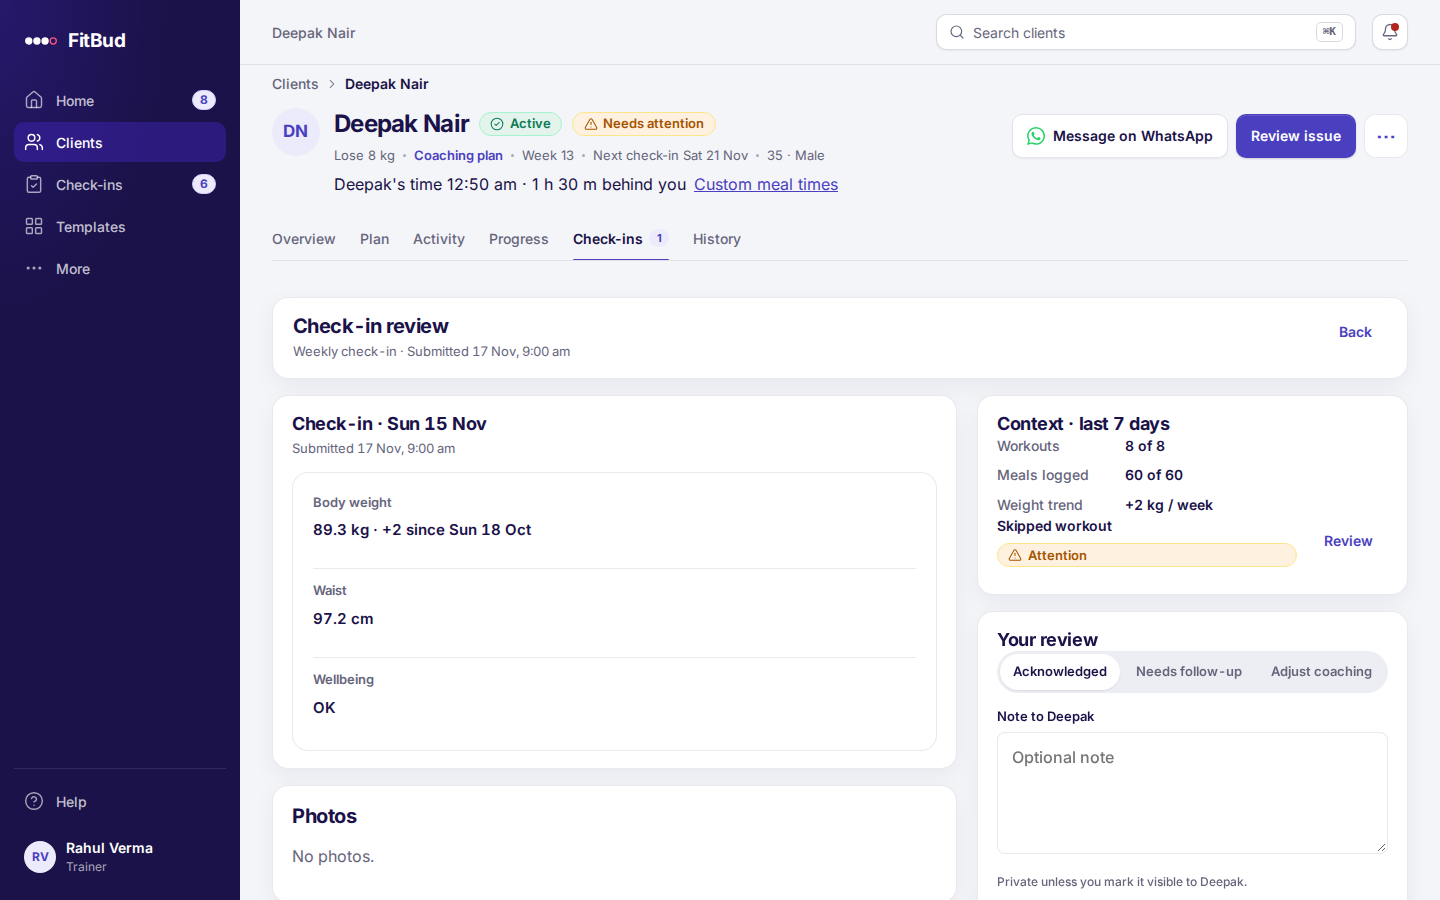 FitBud
Home 8
Clients
Check-ins 6
Templates
More
Help
RV
Rahul Verma
Trainer
Deepak Nair
Search clients
⌘K
Clients > Deepak Nair
DN
Deepak Nair
Active
Needs attention
Lose 8 kg • Coaching plan • Week 13 • Next check-in Sat 21 Nov • 35 · Male
Deepak's time 12:50 am · 1 h 30 m behind you Custom meal times
Message on WhatsApp
Review issue
Overview Plan Activity Progress Check-ins 1 History
Check-in review
Weekly check-in · Submitted 17 Nov, 9:00 am
Back
Check-in · Sun 15 Nov
Submitted 17 Nov, 9:00 am
Body weight
89.3 kg · +2 since Sun 18 Oct
Waist
97.2 cm
Wellbeing
OK
Photos
No photos.
Context · last 7 days
Workouts 8 of 8
Meals logged 60 of 60
Weight trend +2 kg / week
Skipped workout
Attention
Review
Your review
Acknowledged Needs follow-up Adjust coaching
Note to Deepak
Optional note
Private unless you mark it visible to Deepak.